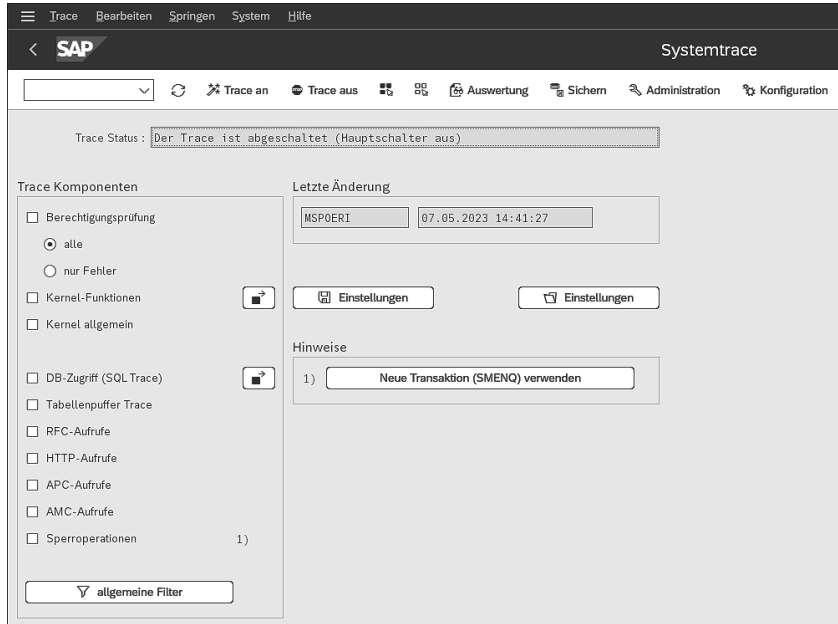 Trace Bearbeiten Springen System Hilfe
SAP Systemtrace
Trace an Trace aus Auswertung Sichern Administration Konfiguration
Trace Status : Der Trace ist abgeschaltet (Hauptschalter aus)
Trace Komponenten
Berechtigungsprüfung
alle
nur Fehler
Kernel-Funktionen
Kernel allgemein
DB-Zugriff (SQL Trace)
Tabellenpuffer Trace
RFC-Aufrufe
HTTP-Aufrufe
APC-Aufrufe
AMC-Aufrufe
Sperroperationen 1)
allgemeine Filter
Letzte Änderung
MSPOERI 07.05.2023 14:41:27
Einstellungen Einstellungen
Hinweise
1) Neue Transaktion (SMENQ) verwenden